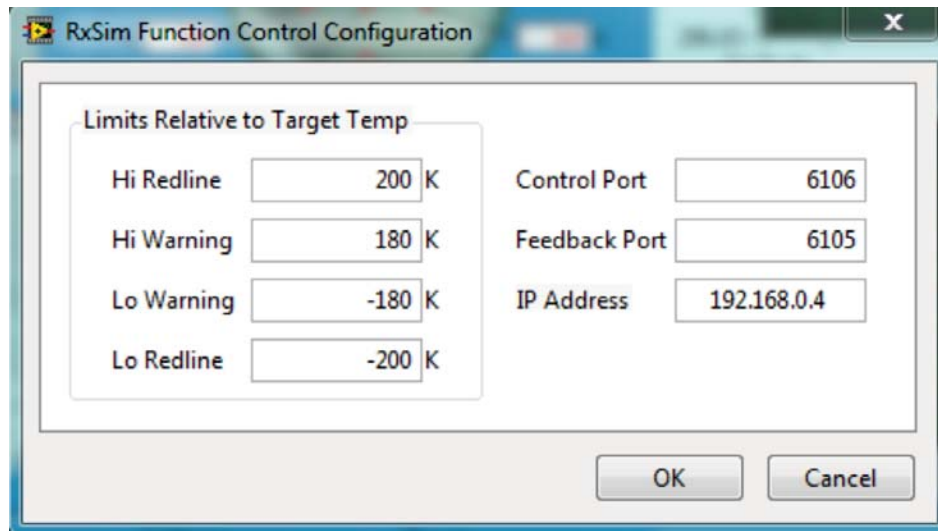 RxSim Function Control Configuration
x
Limits Relative to Target Temp
Hi Redline 200 K
Hi Warning 180 K
Lo Warning -180 K
Lo Redline -200 K
Control Port 6106
Feedback Port 6105
IP Address 192.168.0.4
OK Cancel